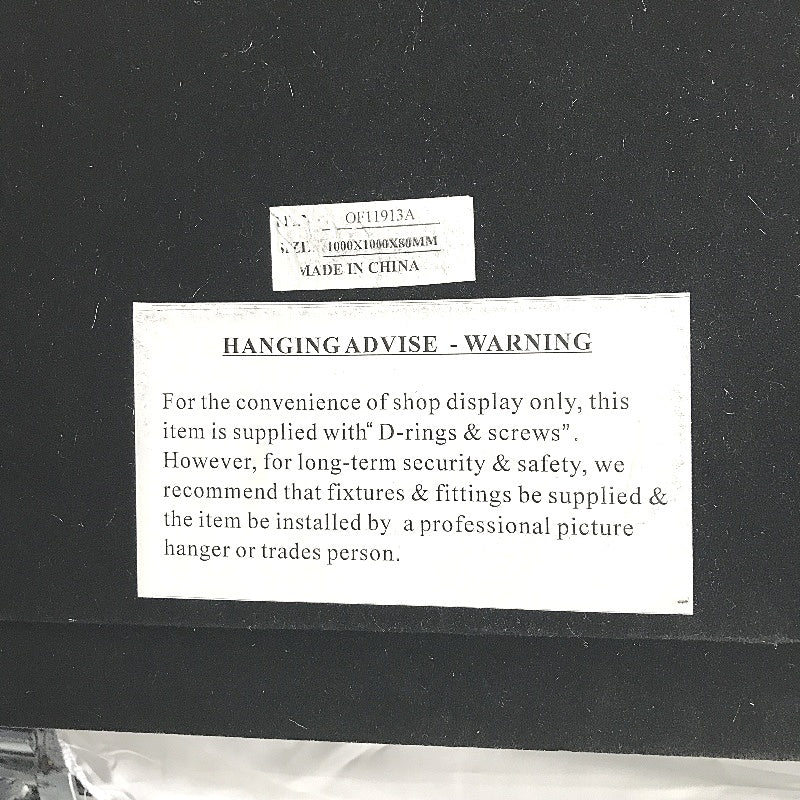 OF11913A
1000X1000X80MM
MADE IN CHINA
HANGING ADVISE - WARNING
For the convenience of shop display only, this
item is supplied with“ D-rings & screws”.
However, for long-term security & safety, we
recommend that fixtures & fittings be supplied &
the item be installed by a professional picture
hanger or trades person.